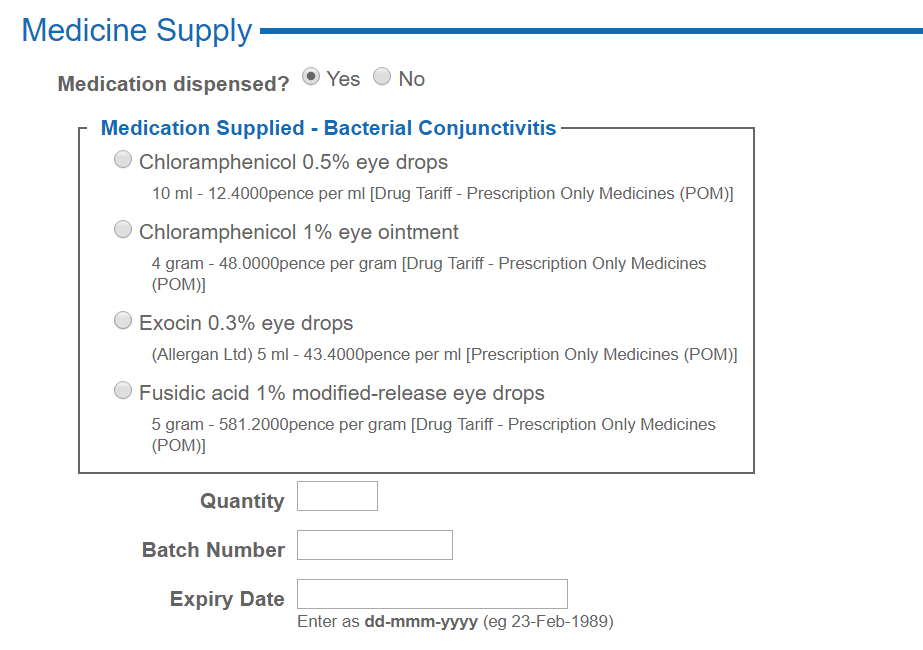 Medicine Supply
Medication dispensed? Yes No
Medication Supplied - Bacterial Conjunctivitis
Chloramphenicol 0.5% eye drops
10 ml - 12.4000pence per ml [Drug Tariff - Prescription Only Medicines (POM)]
Chloramphenicol 1% eye ointment
4 gram - 48.0000pence per gram [Drug Tariff - Prescription Only Medicines
(POM)]
Exocin 0.3% eye drops
(Allergan Ltd) 5 ml - 43.4000pence per ml [Prescription Only Medicines (POM)]
Fusidic acid 1% modified-release eye drops
5 gram - 581.2000pence per gram [Drug Tariff - Prescription Only Medicines
(POM)]
Quantity
Batch Number
Expiry Date
Enter as dd-mmm-yyyy (eg 23-Feb-1989)